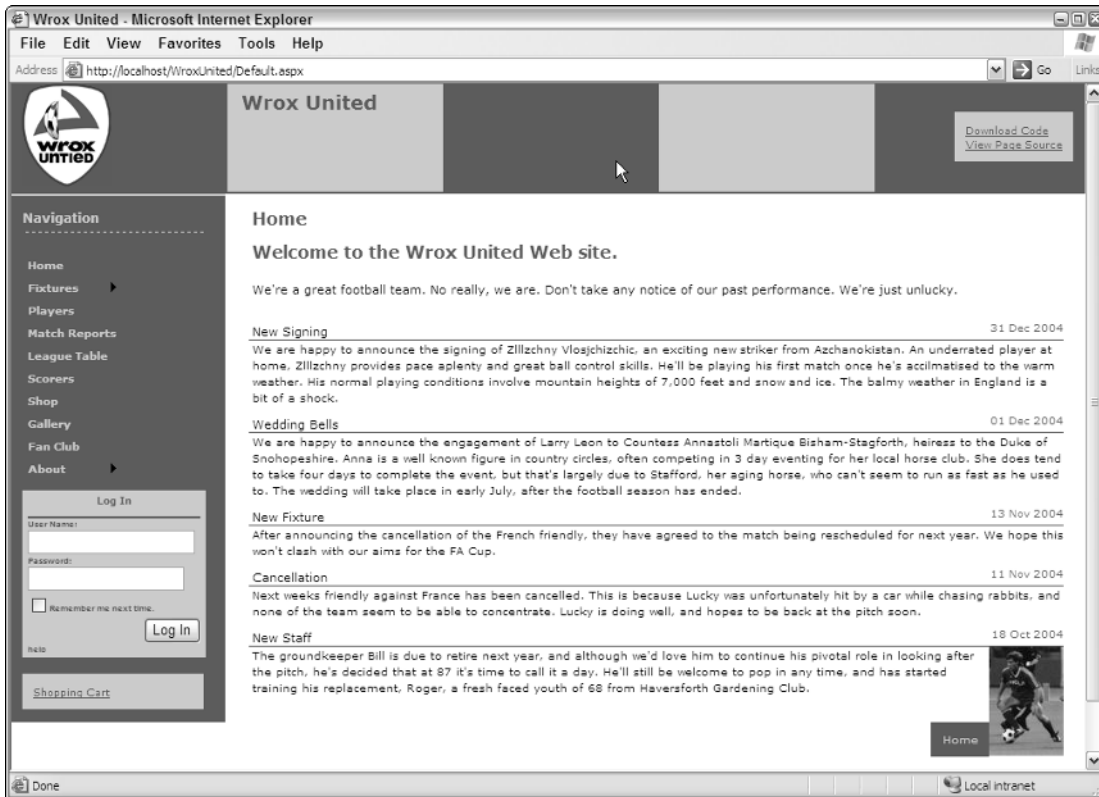 Wrox United - Microsoft Internet Explorer
File Edit View Favorites Tools Help
Address http://localhost/WroxUnited/Default.aspx Go Links
wrox
UNTIED
Wrox United
Download Code
View Page Source
Navigation
Home
Fixtures
Players
Match Reports
League Table
Scorers
Shop
Gallery
Fan Club
About
Log In
User Name:
Password:
Remember me next time.
Log In
help
Shopping Cart
Home
Welcome to the Wrox United Web site.
We're a great football team. No really, we are. Don't take any notice of our past performance. We're just unlucky.
New Signing 31 Dec 2004
We are happy to announce the signing of Zlllzchny Vlosjchizchic, an exciting new striker from Azchanokistan. An underrated player at
home, Zlllzchny provides pace aplenty and great ball control skills. He'll be playing his first match once he's acilmatised to the warm
weather. His normal playing conditions involve mountain heights of 7,000 feet and snow and ice. The balmy weather in England is a
bit of a shock.
Wedding Bells 01 Dec 2004
We are happy to announce the engagement of Larry Leon to Countess Annastoli Martique Bisham-Stagforth, heiress to the Duke of
Snohopeshire. Anna is a well known figure in country circles, often competing in 3 day eventing for her local horse club. She does tend
to take four days to complete the event, but that's largely due to Stafford, her aging horse, who can't seem to run as fast as he used
to. The wedding will take place in early July, after the football season has ended.
New Fixture 13 Nov 2004
After announcing the cancellation of the French friendly, they have agreed to the match being rescheduled for next year. We hope this
won't clash with our aims for the FA Cup.
Cancellation 11 Nov 2004
Next weeks friendly against France has been cancelled. This is because Lucky was unfortunately hit by a car while chasing rabbits, and
none of the team seem to be able to concentrate. Lucky is doing well, and hopes to be back at the pitch soon.
New Staff 18 Oct 2004
The groundkeeper Bill is due to retire next year, and although we'd love him to continue his pivotal role in looking after
the pitch, he's decided that at 87 it's time to call it a day. He'll still be welcome to pop in any time, and has started
training his replacement, Roger, a fresh faced youth of 68 from Haversforth Gardening Club.
Home
Done Local intranet